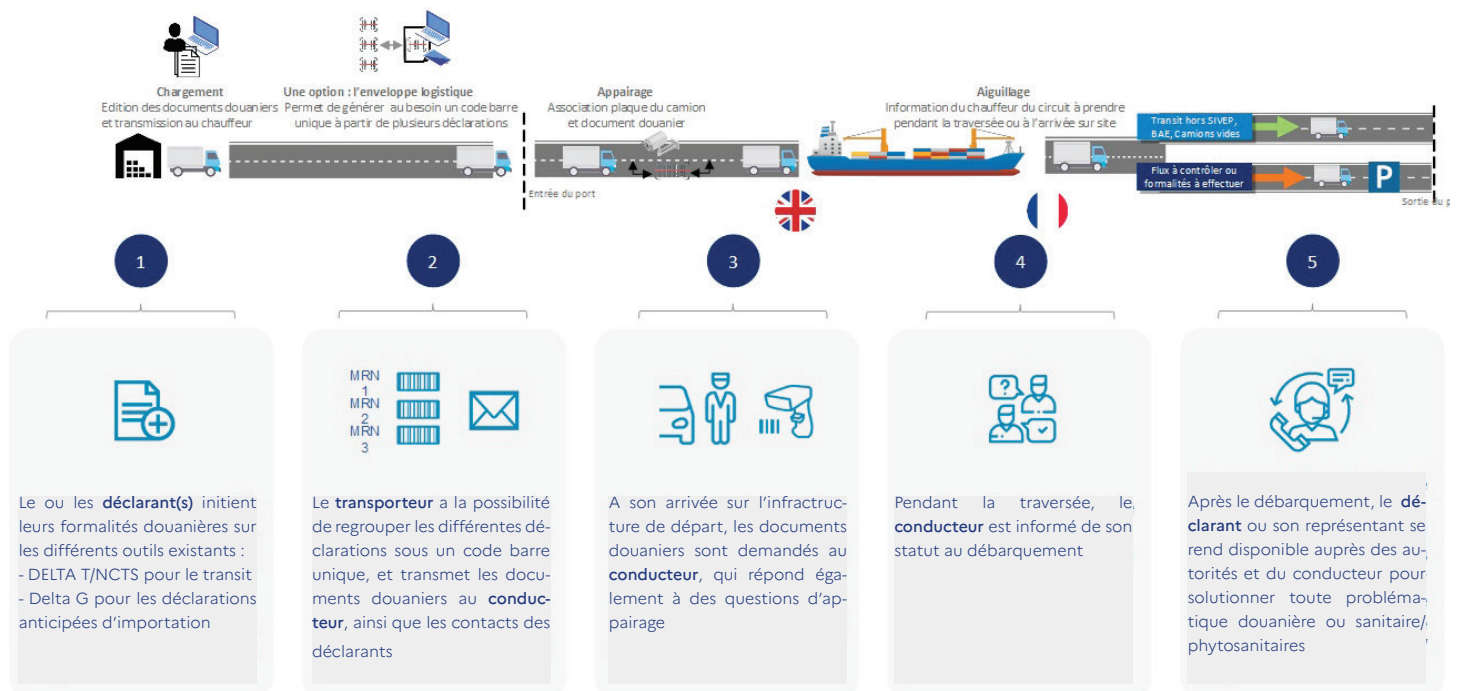 Chargement
Edition des documents douaniers
et transmission au chauffeur
Une option : l'enveloppe logistique
Permet de générer au besoin un code barre
unique à partir de plusieurs déclarations
Appairage
Association plaque du camion
et document douanier
Aiguillage
Information du chauffeur du circuit à prendre
pendant la traversée ou à l'arrivée sur site
Transit hors SIVEP,
BAE, Camions vides
Flux à contrôler ou
formalités à effectuer
P
Entrée du port
Sortie du p
1
2
3
4
5
Le ou les déclarant(s) initient
leurs formalités douanières sur
les différents outils existants :
- DELTA T/NCTS pour le transit
- Delta G pour les déclarations
anticipées d'importation
MRN
1
MRN
2
MRN
3
Le transporteur a la possibilité
de regrouper les différentes dé-
clarations sous un code barre
unique, et transmet les docu-
ments douaniers au conduc-
teur, ainsi que les contacts des
déclarants
A son arrivée sur l'infractruc-
ture de départ, les documents
douaniers sont demandés au
conducteur, qui répond éga-
lement à des questions d'ap-
pairage
?
Pendant la traversée, le
conducteur est informé de son
statut au débarquement
Après le débarquement, le dé-
clarant ou son représentant se
rend disponible auprès des au-
torités et du conducteur pour
solutionner toute probléma-
tique douanière ou sanitaire/
phytosanitaires